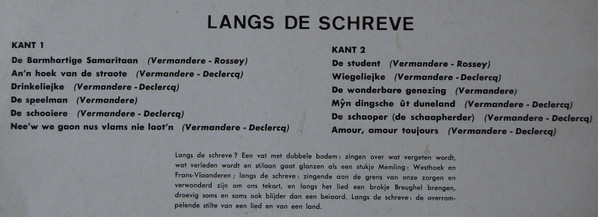 LANGS DE SCHREVE
KANT 1
De Barmhartige Samaritaan (Vermandere - Rossey)
An'n hoek van de straote (Vermandere - Declercq)
Drinkeliejke (Vermandere - Declercq)
De speelman (Vermandere)
De schooiere (Vermandere - Declercq)
Nee'w we gaon nus vlams nie laot'n (Vermandere - Declercq)
KANT 2
De student (Vermandere - Rossey)
Wiegeliejke (Vermandere - Declercq)
De wonderbare genezing (Vermandere)
Mŷn dingsche ût duneland (Vermandere - Declercq)
De schaoper (de schaapherder) (Vermandere - Declercq)
Amour, amour toujours (Vermandere - Declercq)
Langs de schreve? Een vat met dubbele bodem: zingen over wat vergeten wordt,
wat verleden wordt en stilaan gaat glanzen als een stukje Memling; Westhoek en
Frans-Vlaanderen; langs de schreve: zingende aan de grens van onze zorgen en
verwonderd zijn om ons tekort, en langs het lied een brokje Breughel brengen,
droevig soms en soms ook blijder dan een beiaard. Langs de schreve: de overrom-
pelende stilte van een lied en van een land.